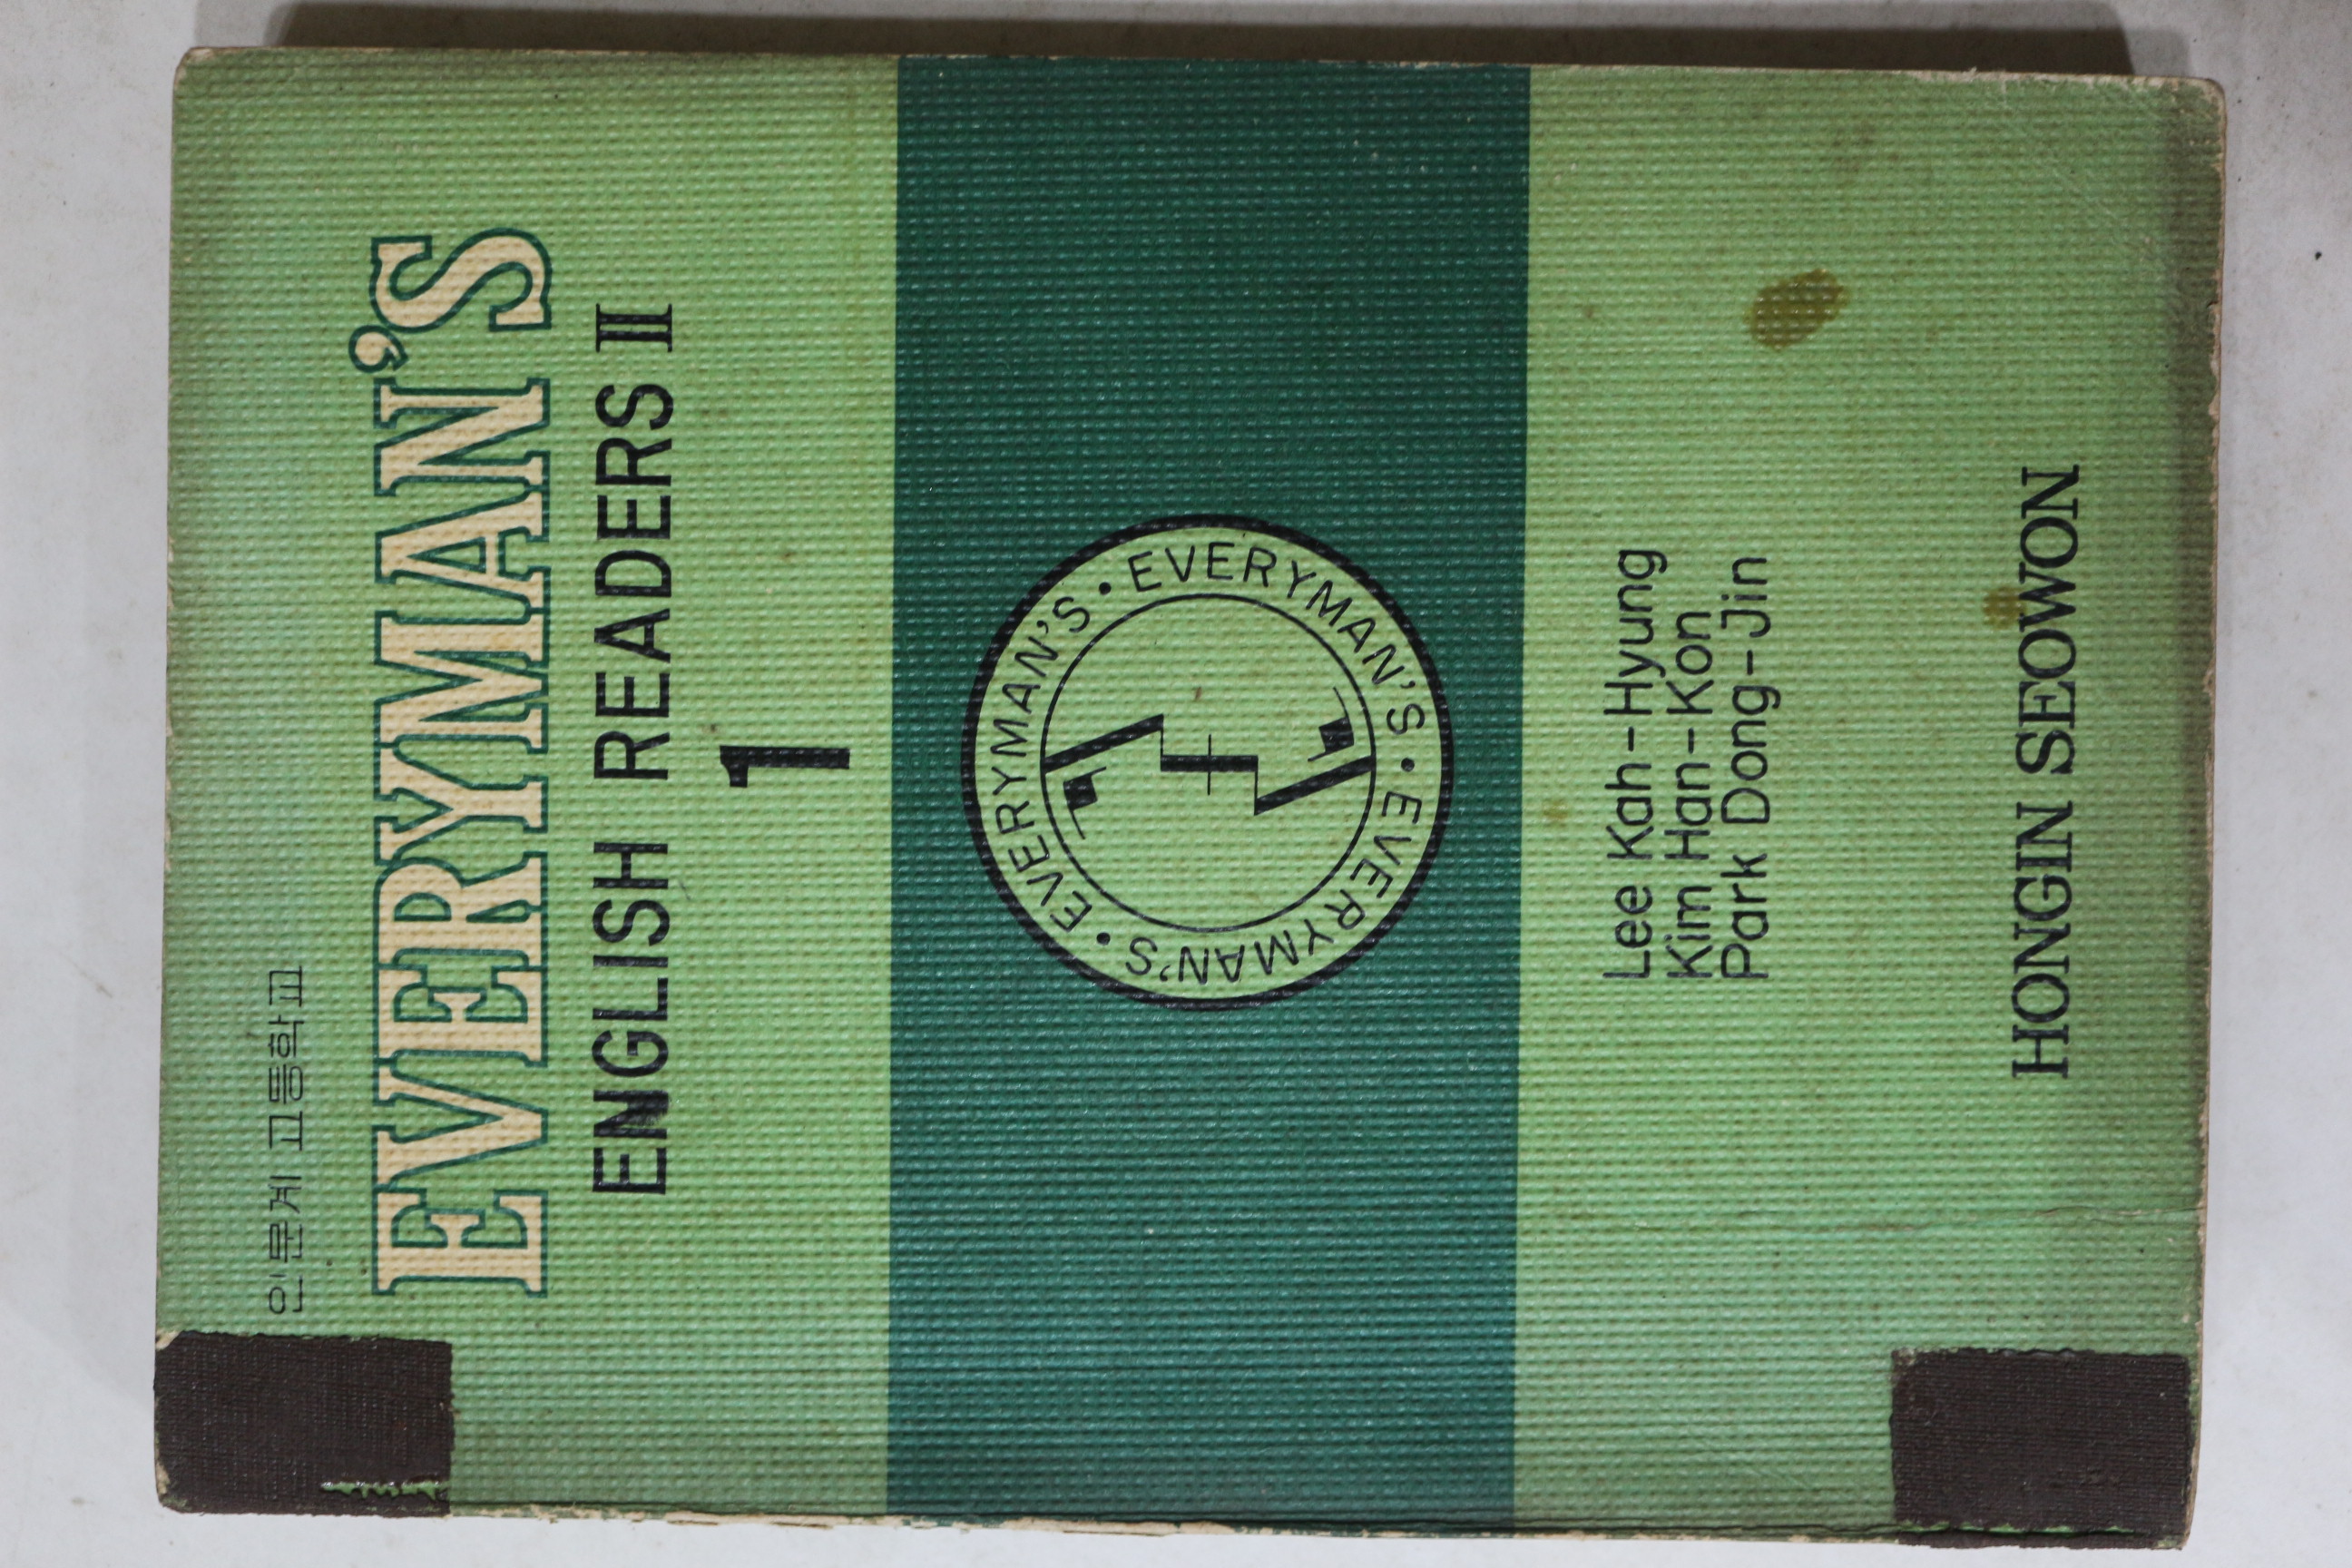 인문계 고등학교
EVERYMAN'S
ENGLISH READERS II
1
EVERYMAN'S • EVERYMAN'S • EVERYMAN'S • EVERYMAN'S •
Lee Kah-Hyung
Kim Han-Kon
Park Dong-Jin
HONGIN SEOWON